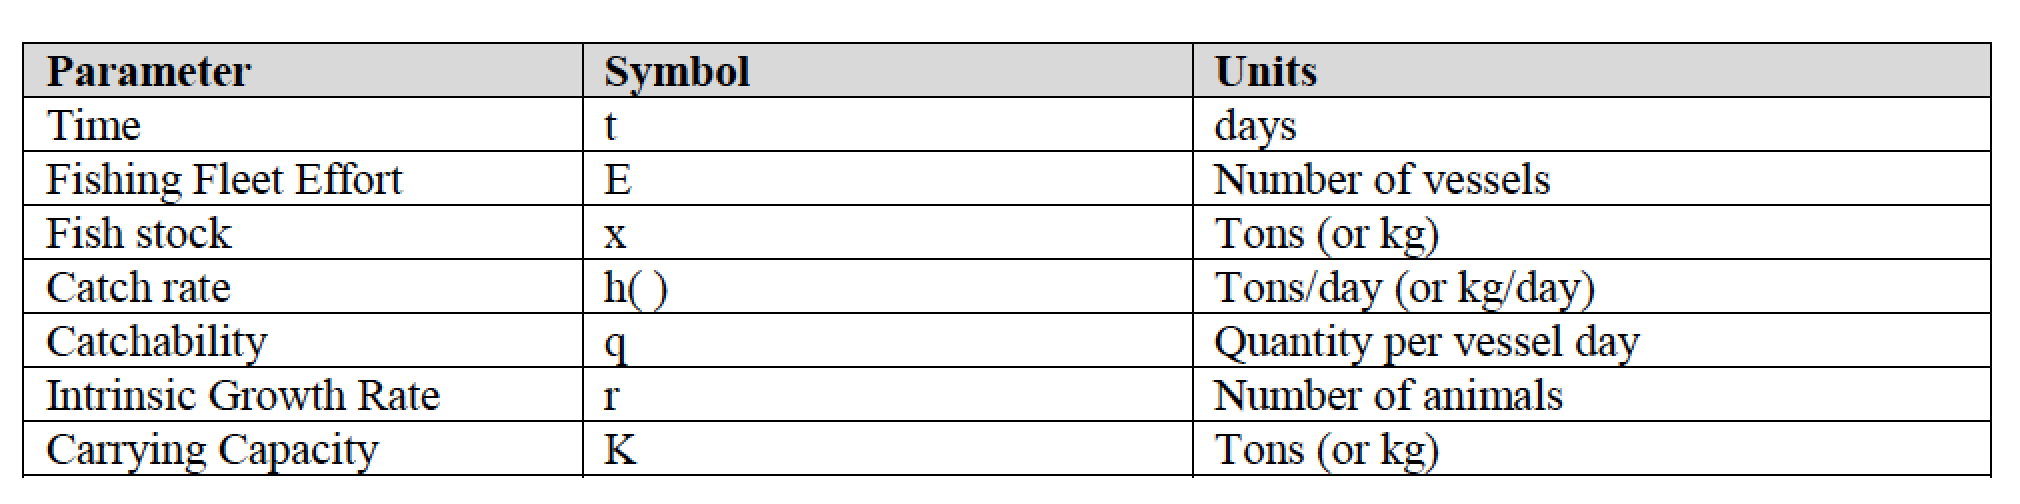 Parameter Symbol Units
Time t days
Fishing Fleet Effort E Number of vessels
Fish stock x Tons (or kg)
Catch rate h( ) Tons/day (or kg/day)
Catchability q Quantity per vessel day
Intrinsic Growth Rate r Number of animals
Carrying Capacity K Tons (or kg)